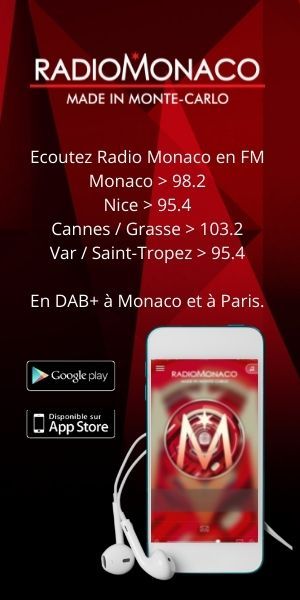 RADIOMONACO
MADE IN MONTE-CARLO
Ecoutez Radio Monaco en FM
Monaco > 98.2
Nice > 95.4
Cannes / Grasse > 103.2
Var / Saint-Tropez > 95.4
En DAB+ à Monaco et à Paris.
Google play
Disponible sur
App Store
RADIOMONACO
MADE IN MONTE-CARLO
M